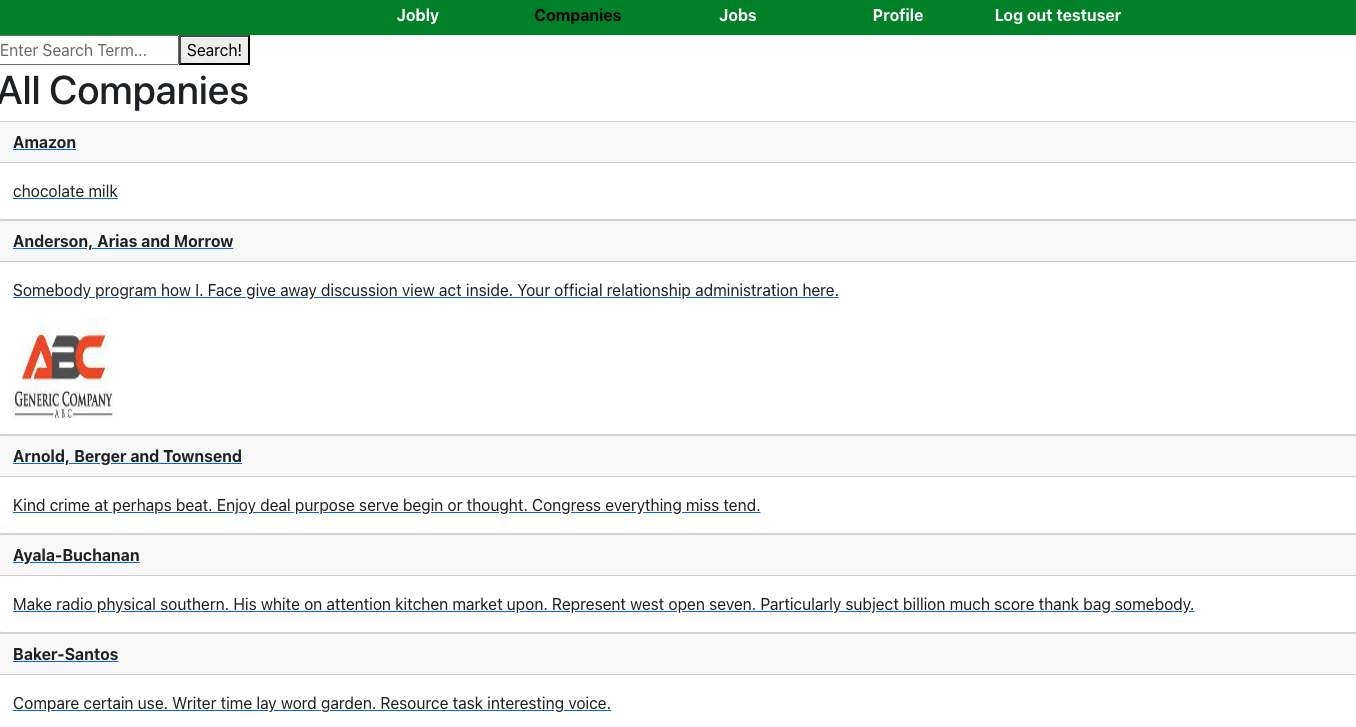 Jobly Companies Jobs Profile Log out testuser
Enter Search Term... Search!
All Companies
Amazon
chocolate milk
Anderson, Arias and Morrow
Somebody program how I. Face give away discussion view act inside. Your official relationship administration here.
ABC
GENERIC COMPANY
ABC
Arnold, Berger and Townsend
Kind crime at perhaps beat. Enjoy deal purpose serve begin or thought. Congress everything miss tend.
Ayala-Buchanan
Make radio physical southern. His white on attention kitchen market upon. Represent west open seven. Particularly subject billion much score thank bag somebody.
Baker-Santos
Compare certain use. Writer time lay word garden. Resource task interesting voice.